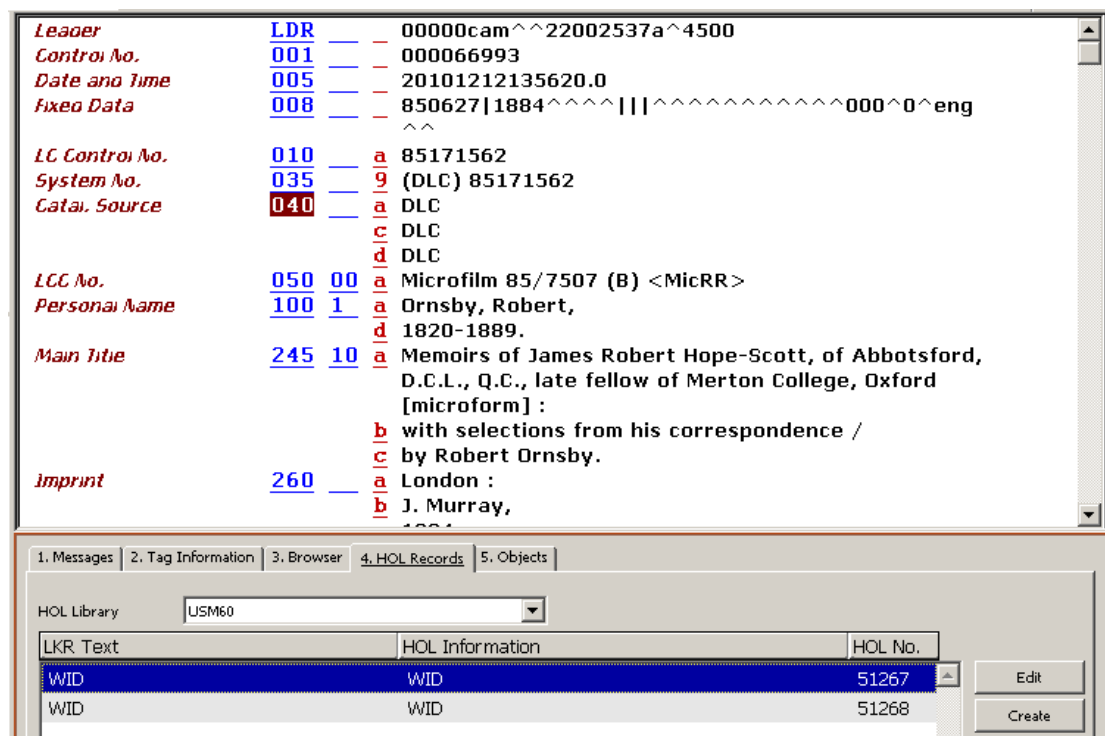 Leader LDR 00000cam^^22002537a^4500
Control No. 001 000066993
Date and Time 005 20101212135620.0
Fixed Data 008 850627|1884^^^^|||^^^^^^^^^^^000^0^eng
^^
LC Control No. 010 a 85171562
System No. 035 9 (DLC) 85171562
Catal. Source 040 a DLC
c DLC
d DLC
LCC No. 050 00 a Microfilm 85/7507 (B) <MicRR>
Personal Name 100 1 a Ornsby, Robert,
d 1820-1889.
Main Title 245 10 a Memoirs of James Robert Hope-Scott, of Abbotsford,
D.C.L., Q.C., late fellow of Merton College, Oxford
[microform] :
b with selections from his correspondence /
c by Robert Ornsby.
Imprint 260 a London :
b J. Murray,
1. Messages 2. Tag Information 3. Browser 4. HOL Records 5. Objects
HOL Library USM60
LKR Text HOL Information HOL No.
WID WID 51267 Edit
WID WID 51268 Create